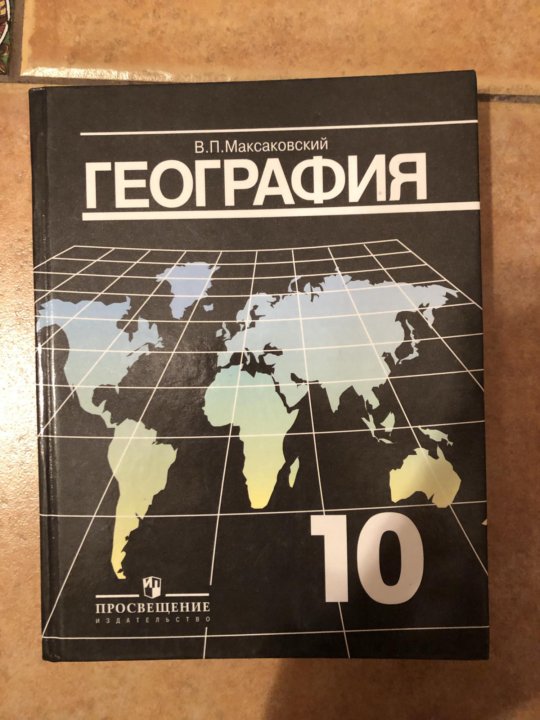 В.П.Максаковский
ГЕОГРАФИЯ
10
ПРОСВЕЩЕНИЕ
ИЗДАТЕЛЬСТВО